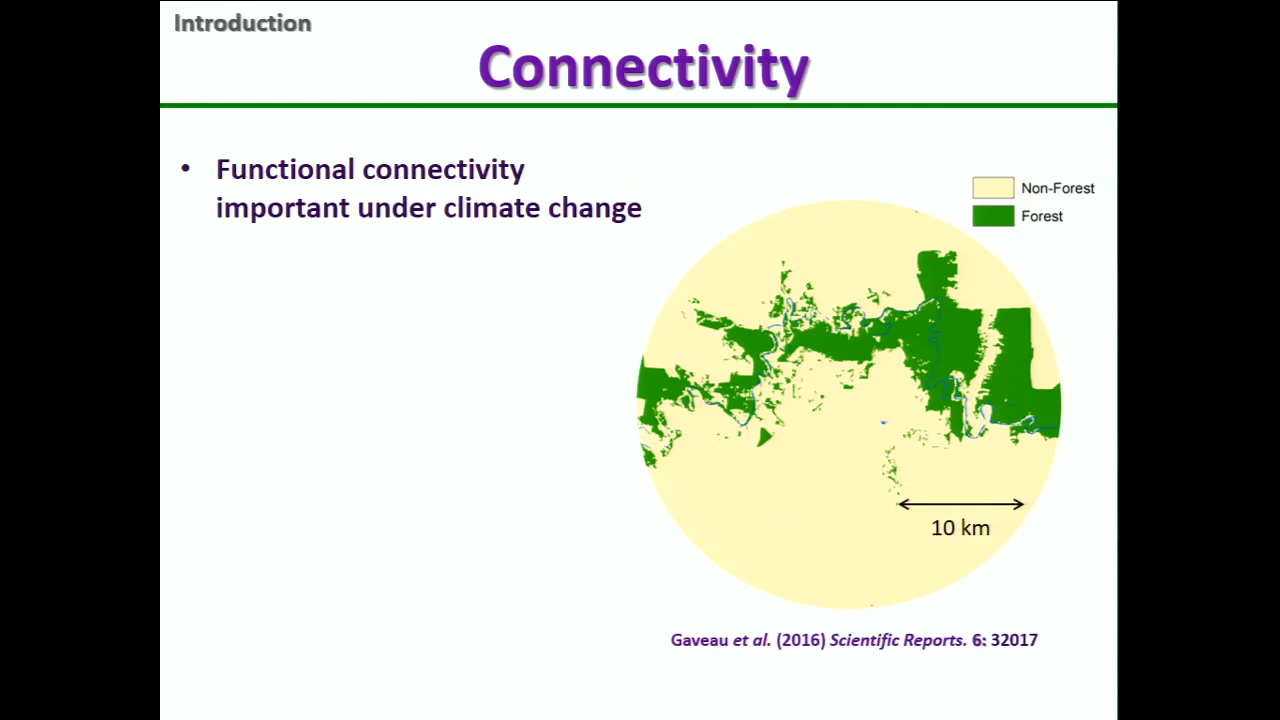 Introduction
Connectivity
• Functional connectivity
important under climate change
Non-Forest
Forest
10 km
Gaveau et al. (2016) Scientific Reports. 6: 32017